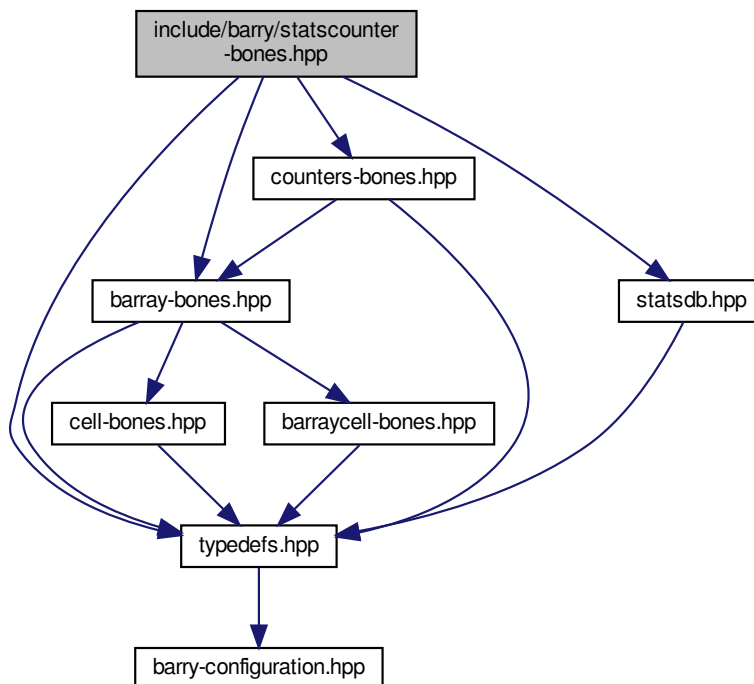 include/barry/statscounter
-bones.hpp
counters-bones.hpp
barray-bones.hpp
statsdb.hpp
cell-bones.hpp
barraycell-bones.hpp
typedefs.hpp
barry-configuration.hpp